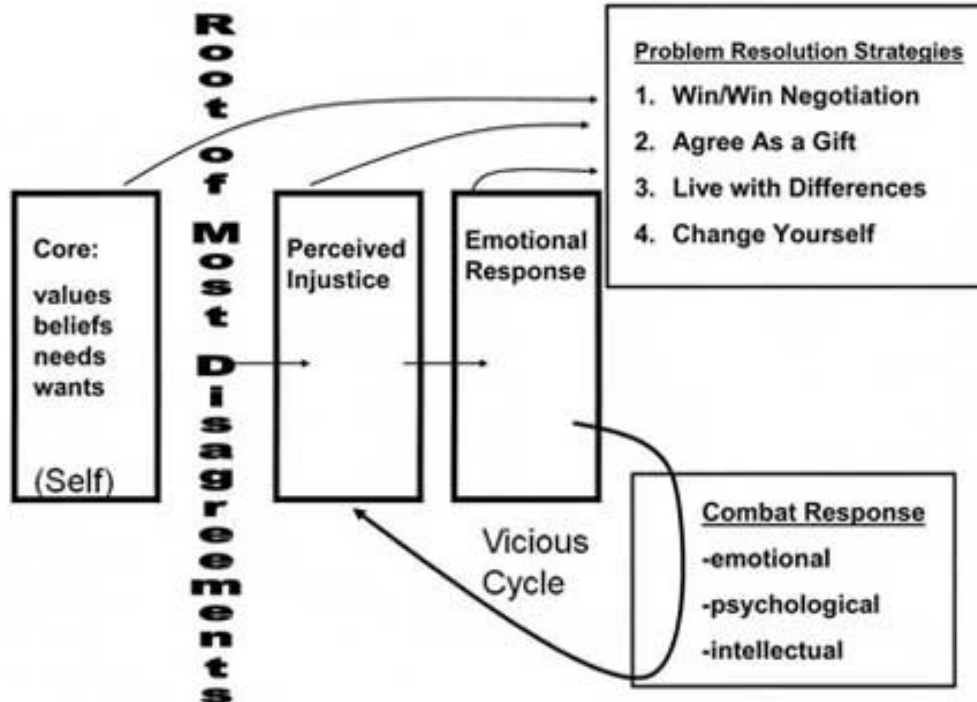 Root of Most Disagreements
Problem Resolution Strategies
1. Win/Win Negotiation
2. Agree As a Gift
3. Live with Differences
4. Change Yourself
Core:
values
beliefs
needs
wants
(Self)
Perceived
Injustice
Emotional
Response
Vicious
Cycle
Combat Response
-emotional
-psychological
-intellectual